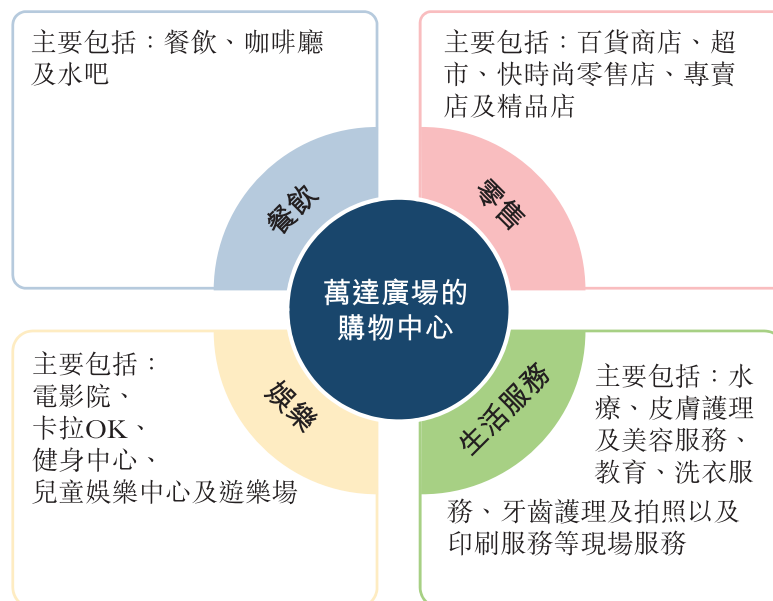 主要包括：餐飲、咖啡廳
及水吧
餐飲
主要包括：百貨商店、超
市、快時尚零售店、專賣
店及精品店
零售
萬達廣場的
購物中心
主要包括：
電影院、
卡拉OK、
健身中心、
兒童娛樂中心及遊樂場
娛樂
生活服務
主要包括：水
療、皮膚護理
及美容服務、
教育、洗衣服
務、牙齒護理及拍照以及
印刷服務等現場服務